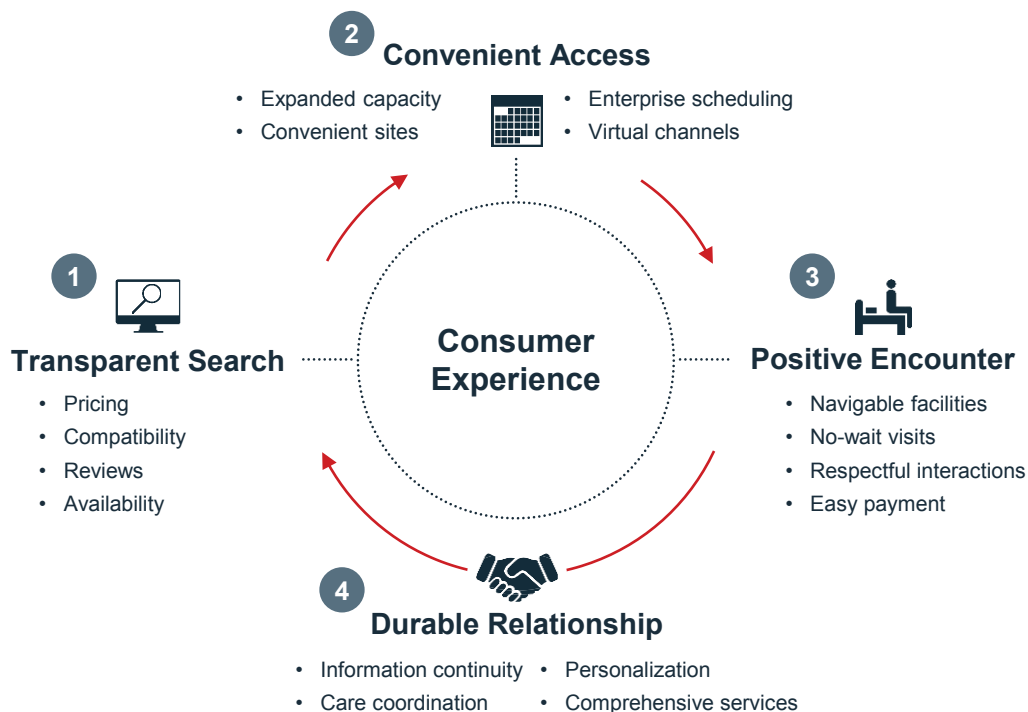 2
Convenient Access
• Expanded capacity
• Convenient sites
• Enterprise scheduling
• Virtual channels
1
Transparent Search
• Pricing
• Compatibility
• Reviews
• Availability
Consumer
Experience
3
Positive Encounter
• Navigable facilities
• No-wait visits
• Respectful interactions
• Easy payment
4
Durable Relationship
• Information continuity
• Care coordination
• Personalization
• Comprehensive services